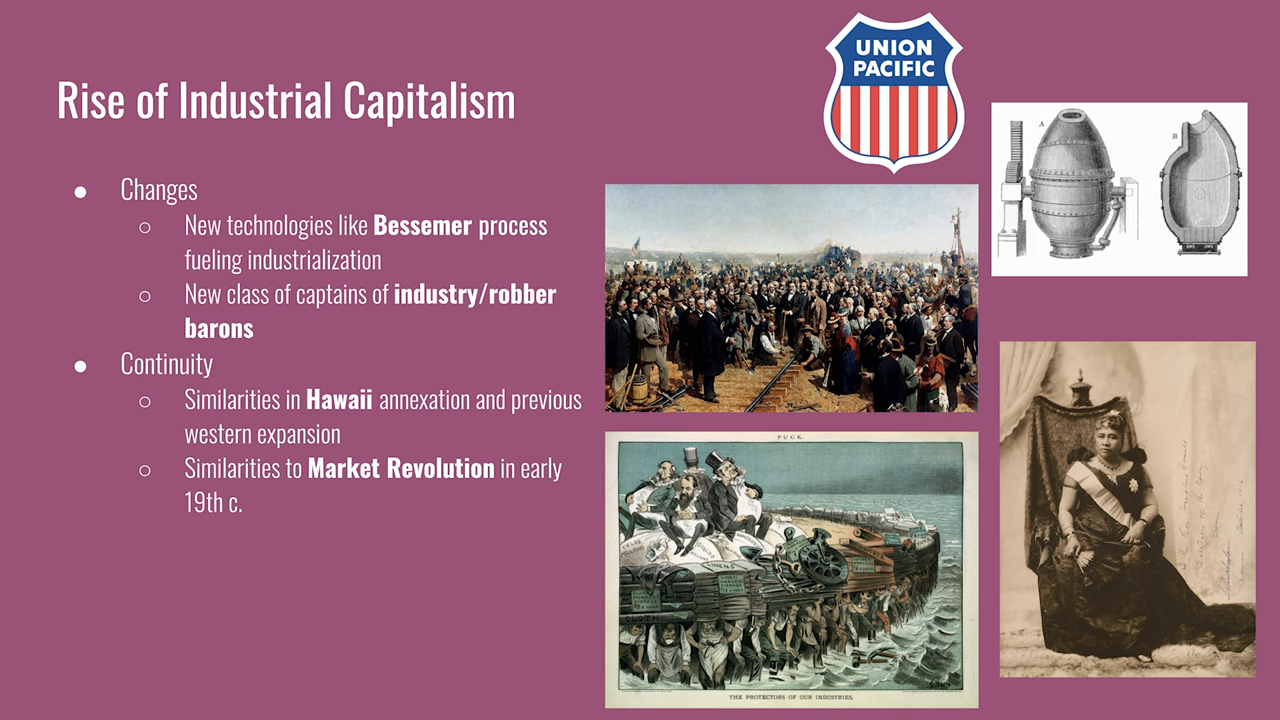 UNION
PACIFIC
Rise of Industrial Capitalism
A
B
● Changes
○ New technologies like Bessemer process
fueling industrialization
○ New class of captains of industry/robber
barons
● Continuity
○ Similarities in Hawaii annexation and previous
western expansion
○ Similarities to Market Revolution in early
19th c.
PUCK.
LINENS
CLOTH
THE PROTECTORS OF OUR INDUSTRIES.